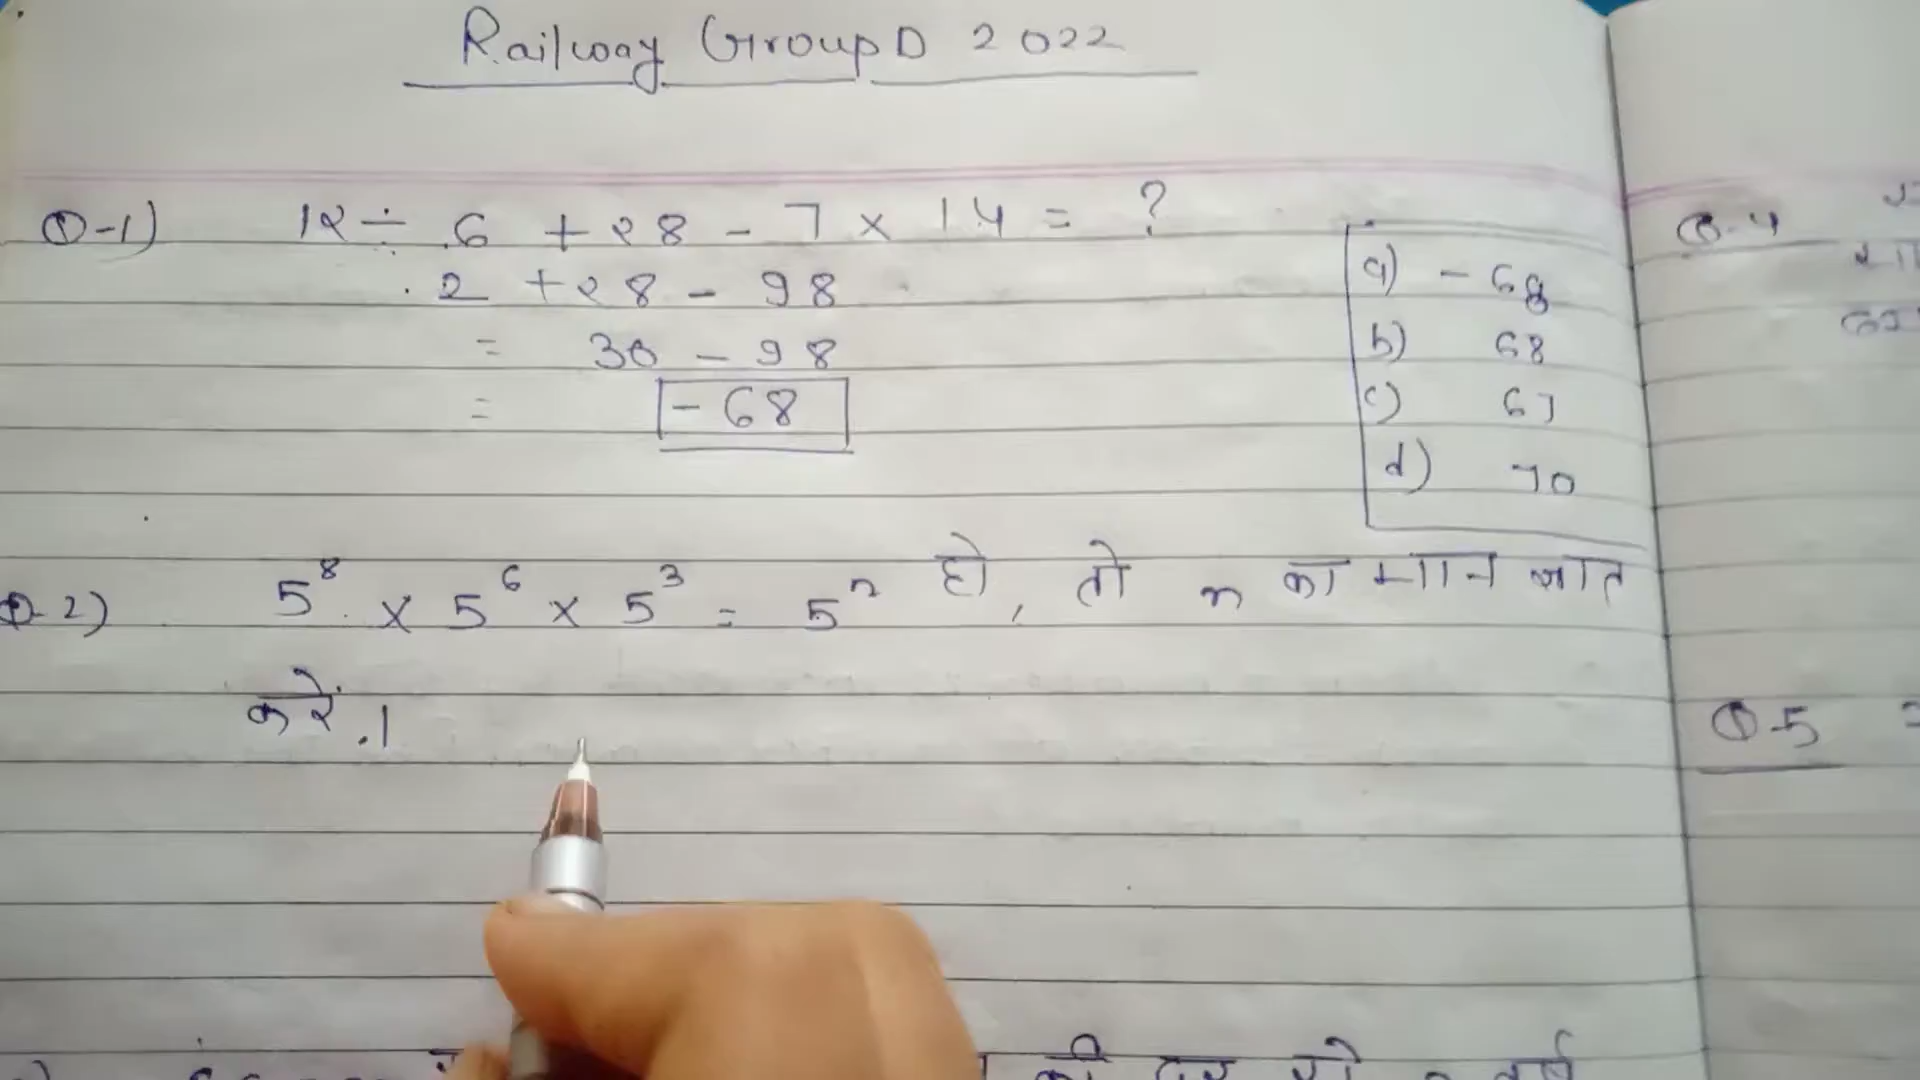 Railway Group D 2022
Q-1) 12 ÷ 6 + 28 - 7 × 14 = ?
2 + 28 - 98
= 30 - 98
= -68
a) -68
b) 68
c) 67
d) 70
Q-2) 5⁸ × 5⁶ × 5³ = 5ⁿ हो, तो n का मान ज्ञात
करे.।
Q-4
Q-5